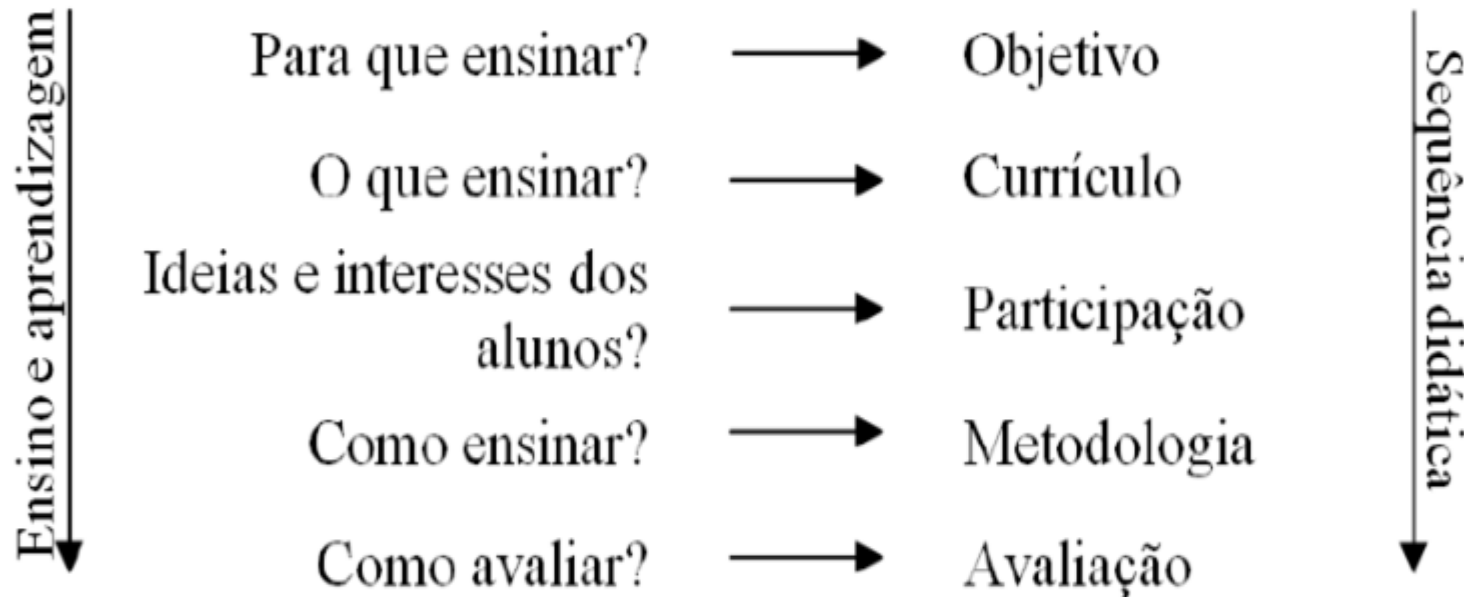 Ensino e aprendizagem
Para que ensinar? Objetivo
O que ensinar? Currículo
Ideias e interesses dos
alunos? Participação
Como ensinar? Metodologia
Como avaliar? Avaliação
Sequência didática